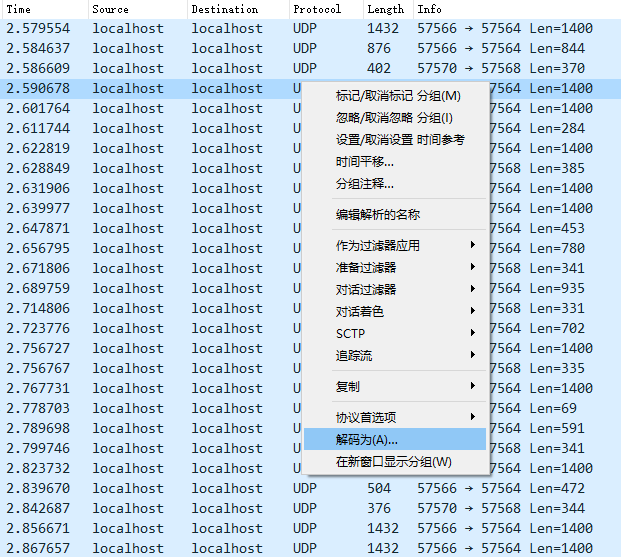 Time Source Destination Protocol Length Info
2.579554 localhost localhost UDP 1432 57566 → 57564 Len=1400
2.584637 localhost localhost UDP 876 57566 → 57564 Len=844
2.586609 localhost localhost UDP 402 57570 → 57568 Len=370
2.590678 localhost localhost U 7564 Len=1400
标记/取消标记 分组(M)
2.601764 localhost localhost U 7564 Len=1400
忽略/取消忽略 分组(I)
2.611744 localhost localhost U 7564 Len=284
设置/取消设置 时间参考
2.622819 localhost localhost U 7564 Len=1400
时间平移...
2.628849 localhost localhost U 7568 Len=385
分组注释...
2.631906 localhost localhost U 7564 Len=1400
2.639977 localhost localhost U 7564 Len=1400
编辑解析的名称
2.647871 localhost localhost U 7564 Len=453
2.656795 localhost localhost U 7564 Len=780
作为过滤器应用
2.671806 localhost localhost U 7568 Len=341
准备过滤器
2.689759 localhost localhost U 7564 Len=935
对话过滤器
2.714806 localhost localhost U 7568 Len=331
对话着色
2.723776 localhost localhost U 7564 Len=702
SCTP
2.756727 localhost localhost U 7564 Len=1400
追踪流
2.756767 localhost localhost U 7568 Len=335
2.767731 localhost localhost U 7564 Len=1400
复制
2.778703 localhost localhost U 7564 Len=69
协议首选项
2.789698 localhost localhost U 7564 Len=591
解码为(A)...
2.799746 localhost localhost U 7568 Len=341
在新窗口显示分组(W)
2.823732 localhost localhost U 7564 Len=1400
2.839670 localhost localhost UDP 504 57566 → 57564 Len=472
2.842687 localhost localhost UDP 376 57570 → 57568 Len=344
2.856671 localhost localhost UDP 1432 57566 → 57564 Len=1400
2.867657 localhost localhost UDP 1432 57566 → 57564 Len=1400